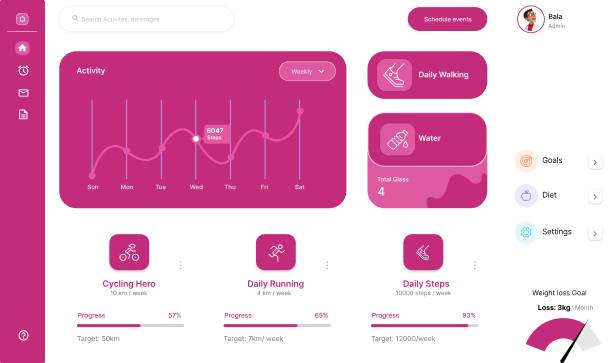 Search Activites, messages
Schedule events
Bala
Admin
Activity
Weekly
6047
Steps
Sun Mon Tue Wed Thu Fri Sat
Daily Walking
Water
Total Glass
4
Goals
Diet
Settings
Cycling Hero
10 km / week
Progress 57%
Target: 50km
Daily Running
4 km / week
Progress 65%
Target: 7km/ week
Daily Steps
10000 steps / week
Progress 93%
Target: 12000/week
Weight loss Goal
Loss: 3kg / Month